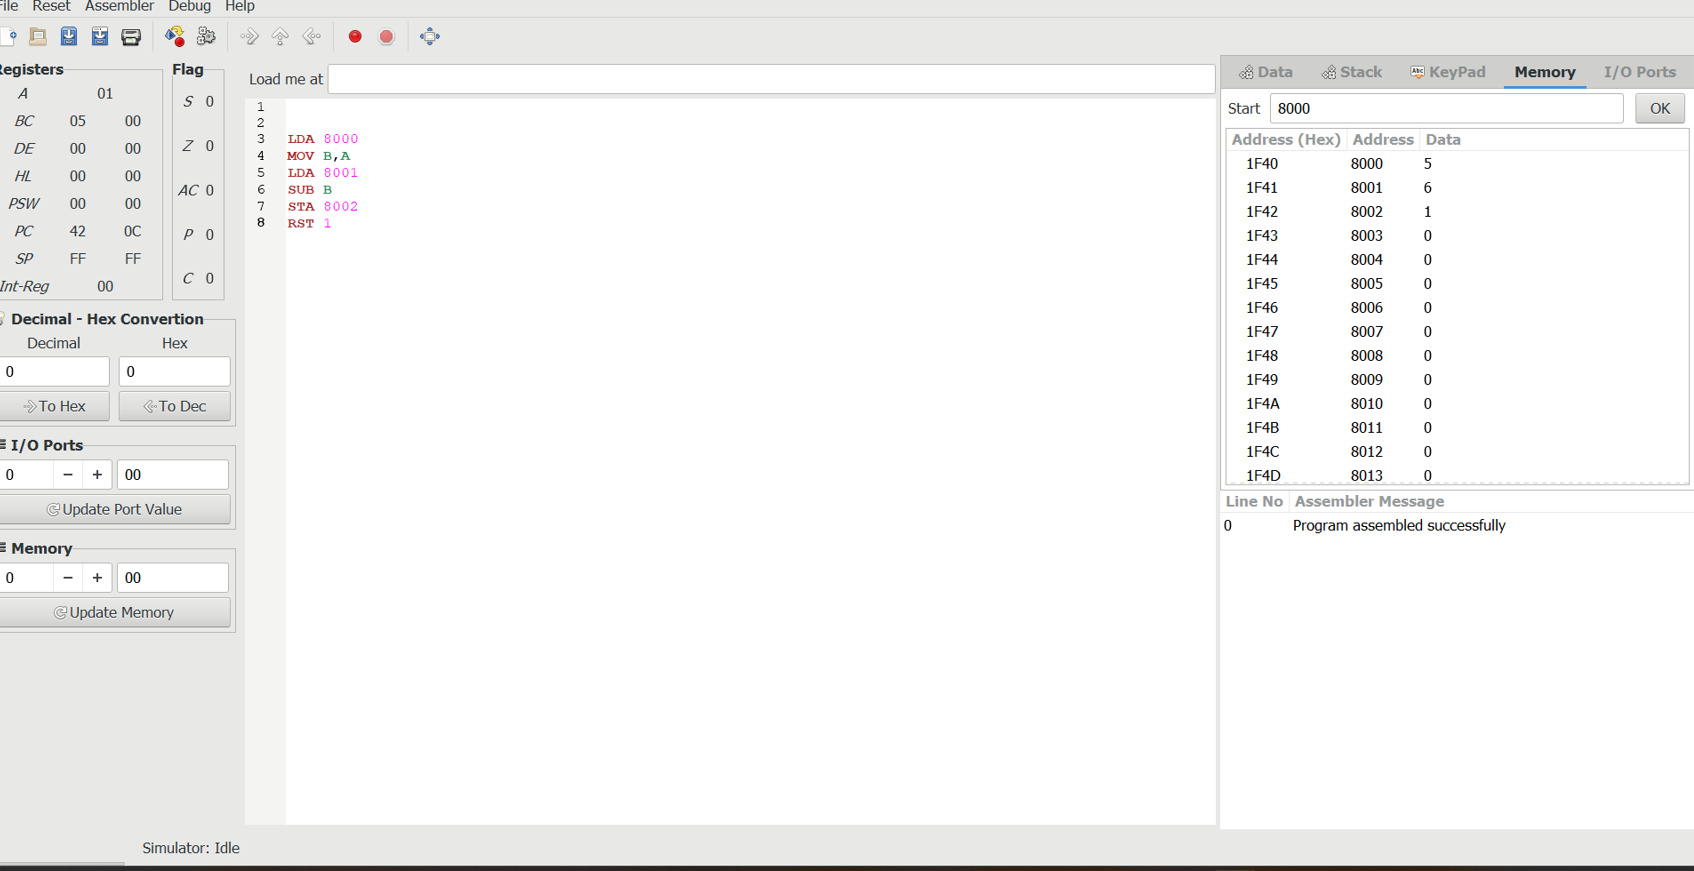 File Reset Assembler Debug Help
Registers
A 01
BC 05 00
DE 00 00
HL 00 00
PSW 00 00
PC 42 0C
SP FF FF
Int-Reg 00
Flag
S 0
Z 0
AC 0
P 0
C 0
Decimal - Hex Convertion
Decimal Hex
0 0
To Hex To Dec
I/O Ports
0 − + 00
Update Port Value
Memory
0 − + 00
Update Memory
Load me at
1
2
3 LDA 8000
4 MOV B,A
5 LDA 8001
6 SUB B
7 STA 8002
8 RST 1
Data Stack Abc KeyPad Memory I/O Ports
Start 8000 OK
Address (Hex) Address Data
1F40 8000 5
1F41 8001 6
1F42 8002 1
1F43 8003 0
1F44 8004 0
1F45 8005 0
1F46 8006 0
1F47 8007 0
1F48 8008 0
1F49 8009 0
1F4A 8010 0
1F4B 8011 0
1F4C 8012 0
1F4D 8013 0
Line No Assembler Message
0 Program assembled successfully
Simulator: Idle